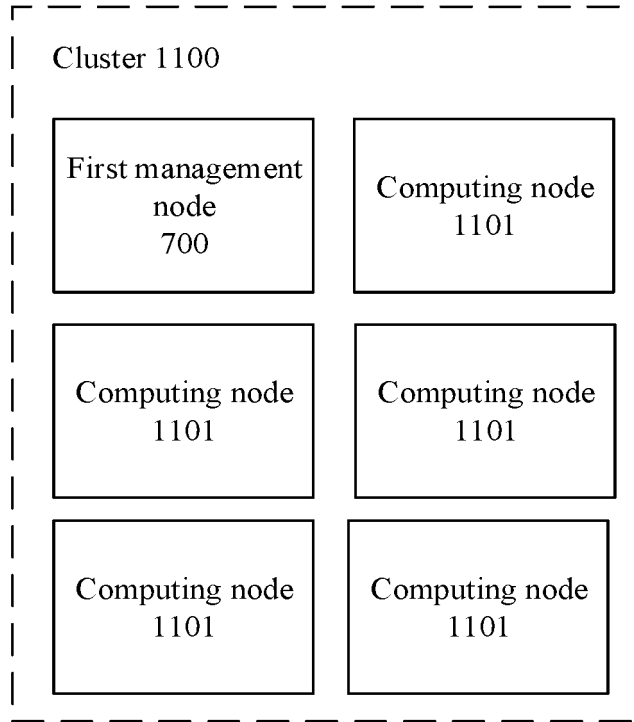 Cluster 1100
First management
node
700
Computing node
1101
Computing node
1101
Computing node
1101
Computing node
1101
Computing node
1101